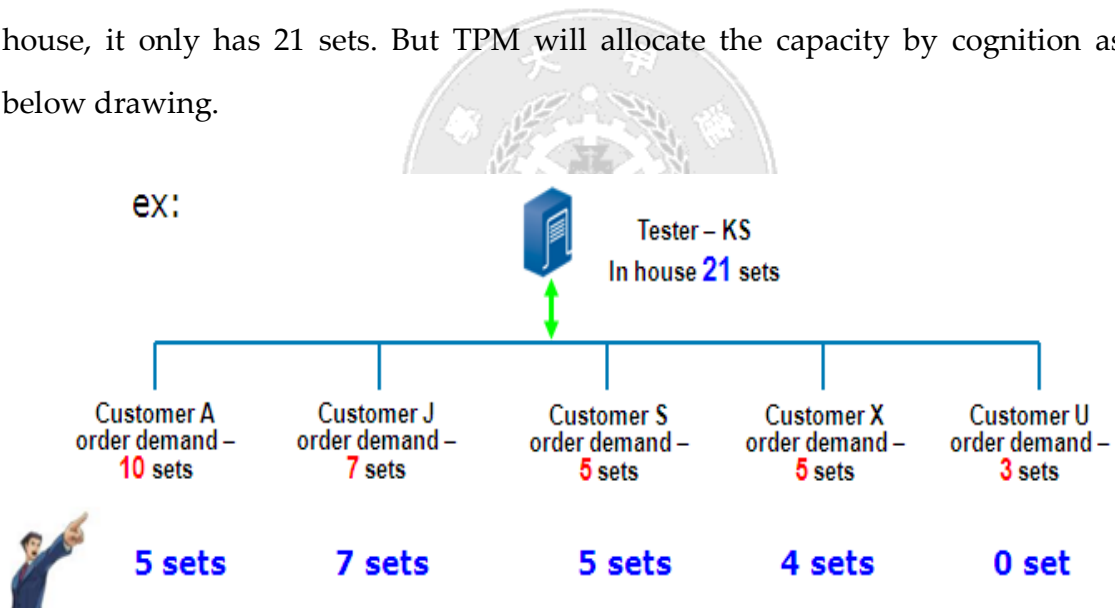 house, it only has 21 sets. But TPM will allocate the capacity by cognition as
below drawing.
ex:
Tester – KS
In house 21 sets
Customer A
order demand –
10 sets
Customer J
order demand –
7 sets
Customer S
order demand –
5 sets
Customer X
order demand –
5 sets
Customer U
order demand –
3 sets
5 sets
7 sets
5 sets
4 sets
0 set